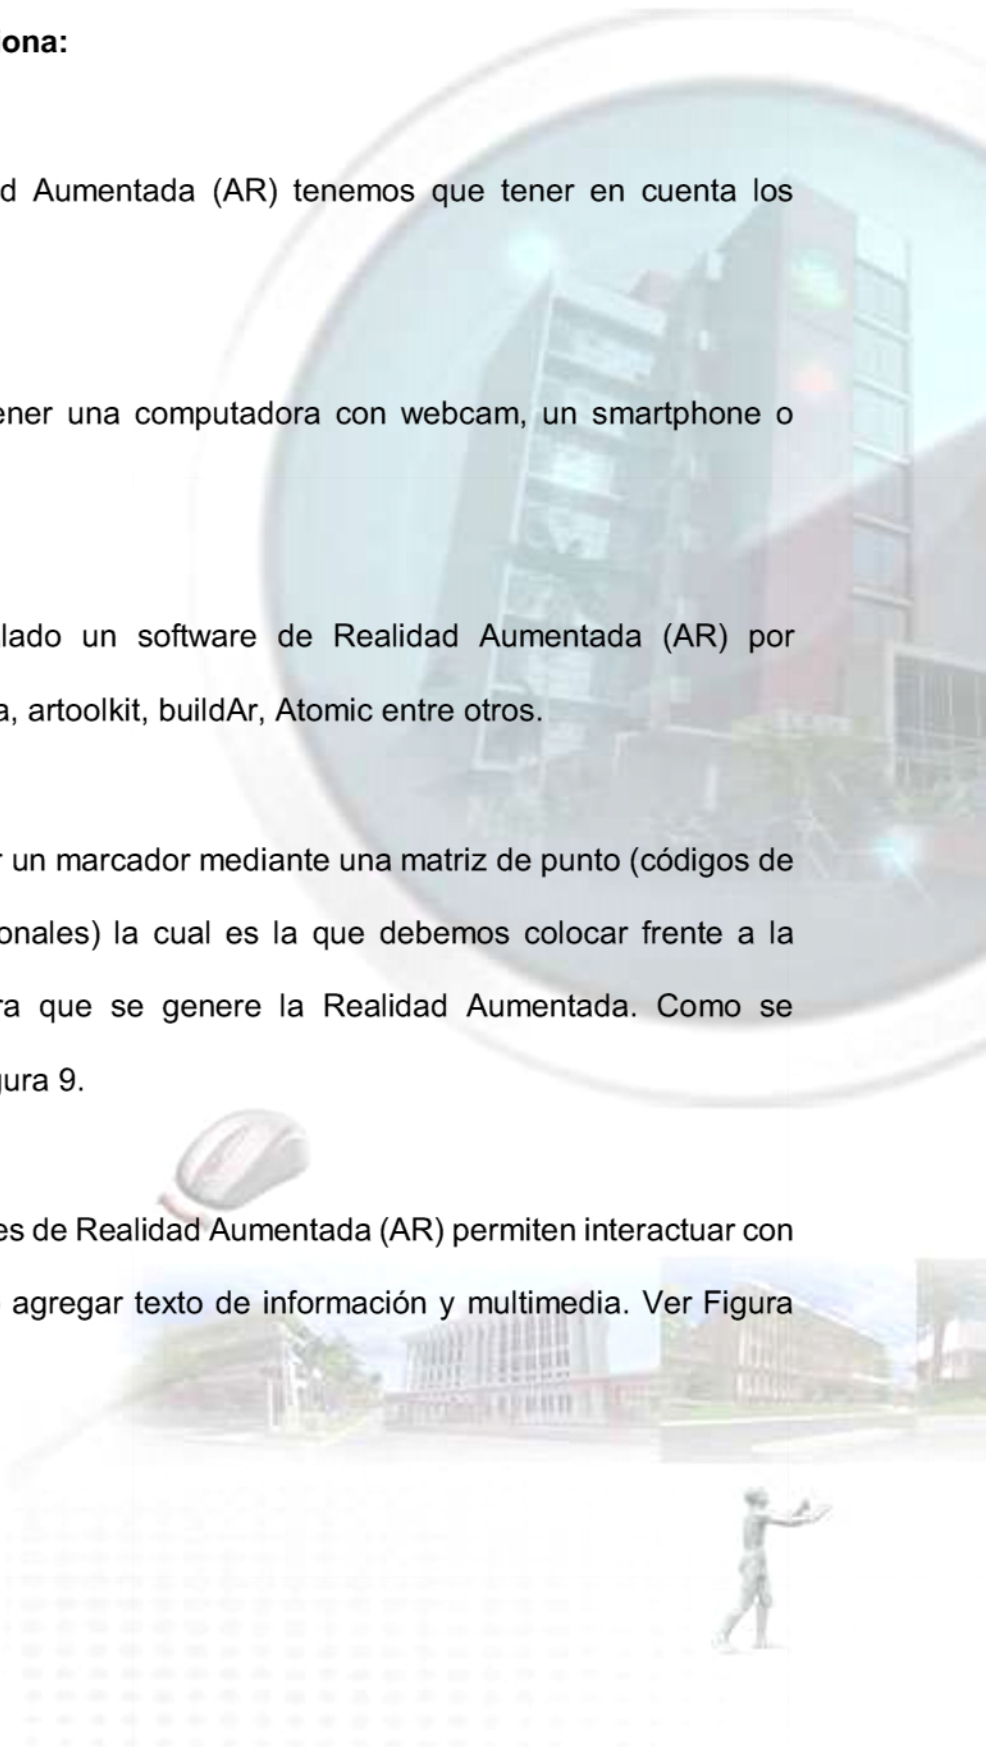 iona:
d Aumentada (AR) tenemos que tener en cuenta los
ener una computadora con webcam, un smartphone o
lado un software de Realidad Aumentada (AR) por
a, artoolkit, buildAr, Atomic entre otros.
r un marcador mediante una matriz de punto (códigos de
onales) la cual es la que debemos colocar frente a la
ra que se genere la Realidad Aumentada. Como se
gura 9.
es de Realidad Aumentada (AR) permiten interactuar con
agregar texto de información y multimedia. Ver Figura